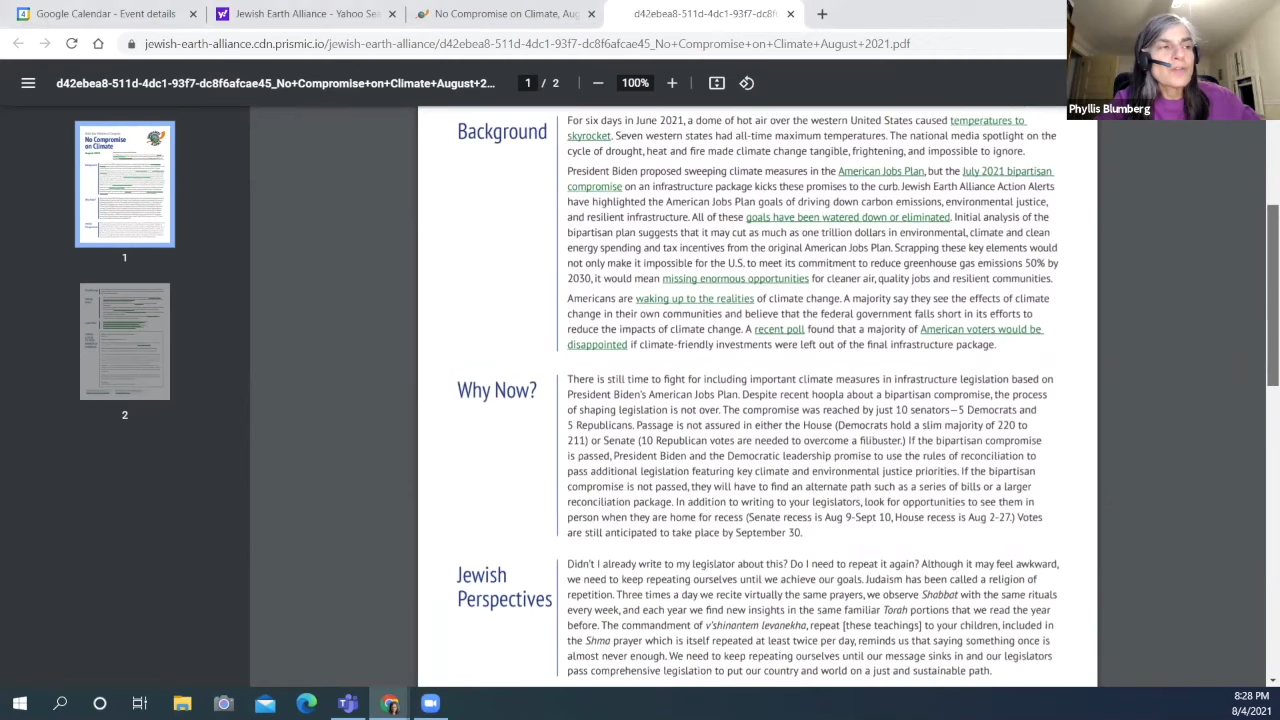 Google Calendar - Event details
Jewish Earth Alliance - Yahoo Se
No Compromise on Climate, Aug
d42ebea8-511d-4dc1-93f7-dc8f6
jewish-earth-alliance.cdn.prismic.io/jewish-earth-alliance/d42ebea8-511d-4dc1-93f7-dc8f6afcae45_No+Compromise+on+Climate+August+2021.pdf
d42ebea8-511d-4dc1-93f7-dc8f6afcae45_No+Compromise+on+Climate+August+...
1 / 2
100%
Phyllis Blumberg
No Compromise
on Climate
1
2
Background
For six days in June 2021, a dome of hot air over the western United States caused temperatures to
skyrocket. Seven western states had all-time maximum temperatures. The national media spotlight on the
cycle of drought, heat and fire made climate change tangible, frightening, and impossible to ignore.
President Biden proposed sweeping climate measures in the American Jobs Plan, but the July 2021 bipartisan
compromise on an infrastructure package kicks these promises to the curb. Jewish Earth Alliance Action Alerts
have highlighted the American Jobs Plan goals of driving down carbon emissions, environmental justice,
and resilient infrastructure. All of these goals have been watered down or eliminated. Initial analysis of the
bipartisan plan suggests that it may cut as much as one trillion dollars in environmental, climate and clean
energy spending and tax incentives from the original American Jobs Plan. Scrapping these key elements would
not only make it impossible for the U.S. to meet its commitment to reduce greenhouse gas emissions 50% by
2030, it would mean missing enormous opportunities for cleaner air, quality jobs and resilient communities.
Americans are waking up to the realities of climate change. A majority say they see the effects of climate
change in their own communities and believe that the federal government falls short in its efforts to
reduce the impacts of climate change. A recent poll found that a majority of American voters would be
disappointed if climate-friendly investments were left out of the final infrastructure package.
Why Now?
There is still time to fight for including important climate measures in infrastructure legislation based on
President Biden's American Jobs Plan. Despite recent hoopla about a bipartisan compromise, the process
of shaping legislation is not over. The compromise was reached by just 10 senators—5 Democrats and
5 Republicans. Passage is not assured in either the House (Democrats hold a slim majority of 220 to
211) or Senate (10 Republican votes are needed to overcome a filibuster.) If the bipartisan compromise
is passed, President Biden and the Democratic leadership promise to use the rules of reconciliation to
pass additional legislation featuring key climate and environmental justice priorities. If the bipartisan
compromise is not passed, they will have to find an alternate path such as a series of bills or a larger
reconciliation package. In addition to writing to your legislators, look for opportunities to see them in
person when they are home for recess (Senate recess is Aug 9-Sept 10, House recess is Aug 2-27.) Votes
are still anticipated to take place by September 30.
Jewish
Perspectives
Didn't I already write to my legislator about this? Do I need to repeat it again? Although it may feel awkward,
we need to keep repeating ourselves until we achieve our goals. Judaism has been called a religion of
repetition. Three times a day we recite virtually the same prayers, we observe Shabbat with the same rituals
every week, and each year we find new insights in the same familiar Torah portions that we read the year
before. The commandment of v'shinantem levanekha, repeat [these teachings] to your children, included in
the Shma prayer which is itself repeated at least twice per day, reminds us that saying something once is
almost never enough. We need to keep repeating ourselves until our message sinks in and our legislators
pass comprehensive legislation to put our country and world on a just and sustainable path.
8:28 PM
8/4/2021